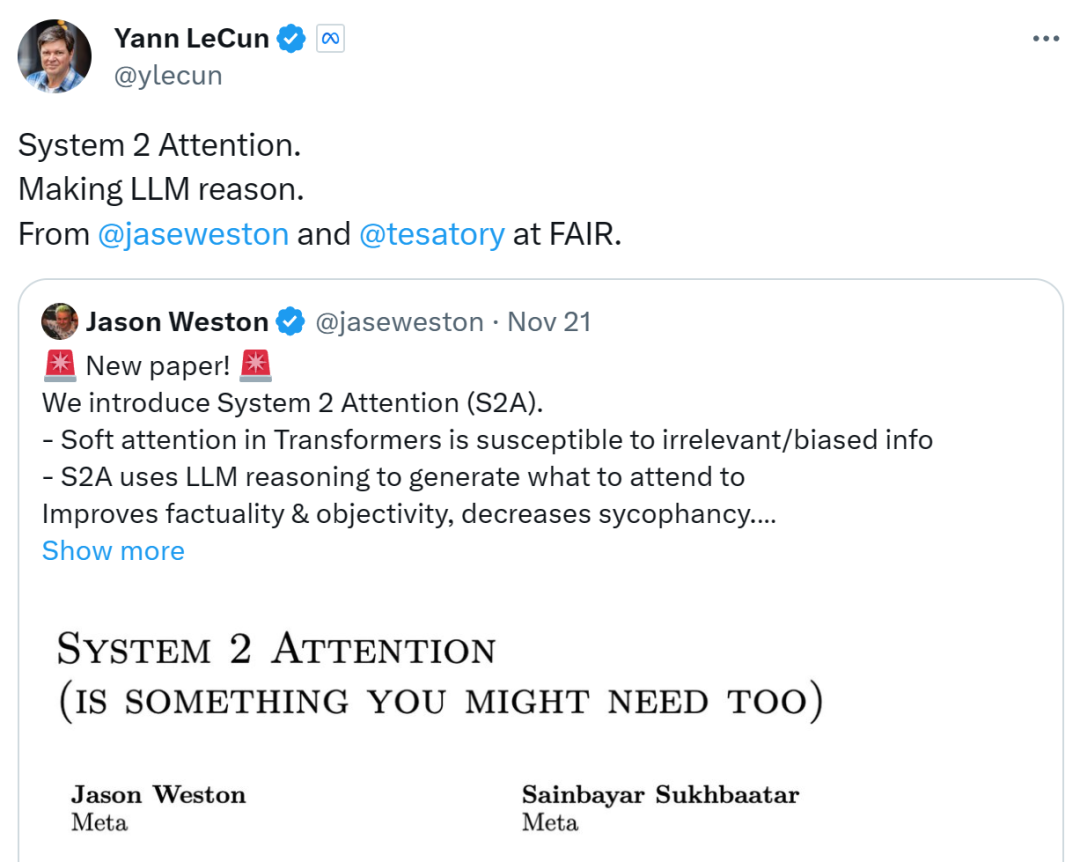 Yann LeCun
@ylecun
System 2 Attention.
Making LLM reason.
From @jaseweston and @tesatory at FAIR.
Jason Weston @jaseweston · Nov 21
🚨 New paper! 🚨
We introduce System 2 Attention (S2A).
- Soft attention in Transformers is susceptible to irrelevant/biased info
- S2A uses LLM reasoning to generate what to attend to
Improves factuality & objectivity, decreases sycophancy....
Show more
System 2 Attention
(is something you might need too)
Jason Weston Sainbayar Sukhbaatar
Meta Meta